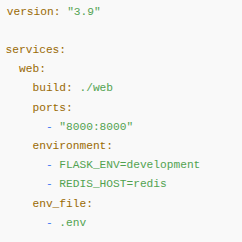 version: "3.9"

services:
  web:
    build: ./web
    ports:
      - "8000:8000"
    environment:
      - FLASK_ENV=development
      - REDIS_HOST=redis
    env_file:
      - .env